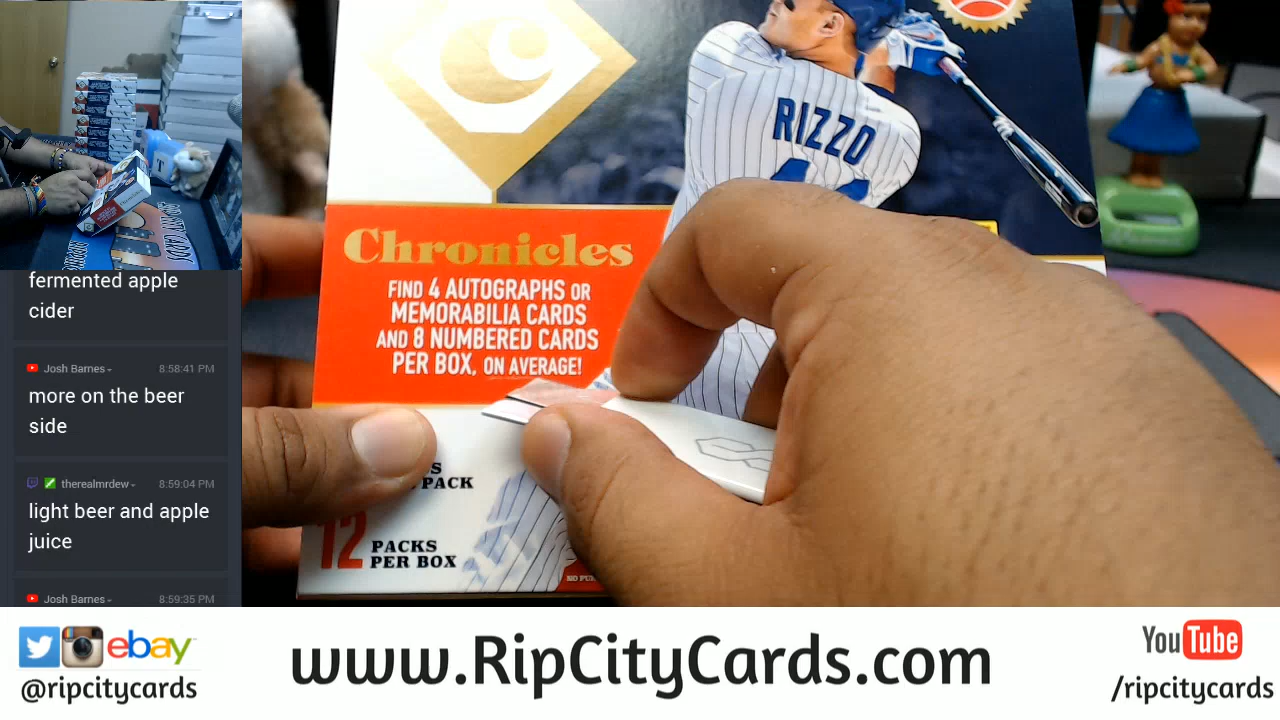 fermented apple
cider
Josh Barnes
8:58:41 PM
more on the beer
side
therealmrdew
8:59:04 PM
light beer and apple
juice
Josh Barnes
8:59:35 PM
RIZZO
Chronicles
FIND 4 AUTOGRAPHS OR
MEMORABILIA CARDS
AND 8 NUMBERED CARDS
PER BOX, ON AVERAGE!
PACK
12 PACKS
PER BOX
ebay
@ripcitycards
www.RipCityCards.com
YouTube
/ripcitycards